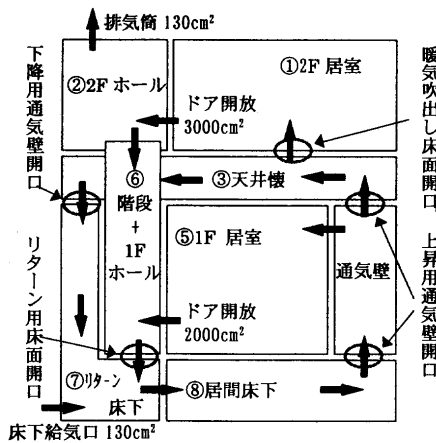 排気筒 130cm²
下降用通気壁開口
②2F ホール
①2F 居室
暖気吹出し床面開口
ドア開放
3000cm²
⑥
階段
+
1F
ホール
③天井懐
⑤1F 居室
通気壁
リターン用床面開口
上昇用通気壁開口
ドア開放
2000cm²
⑦リターン
床下
⑧居間床下
床下給気口 130cm²